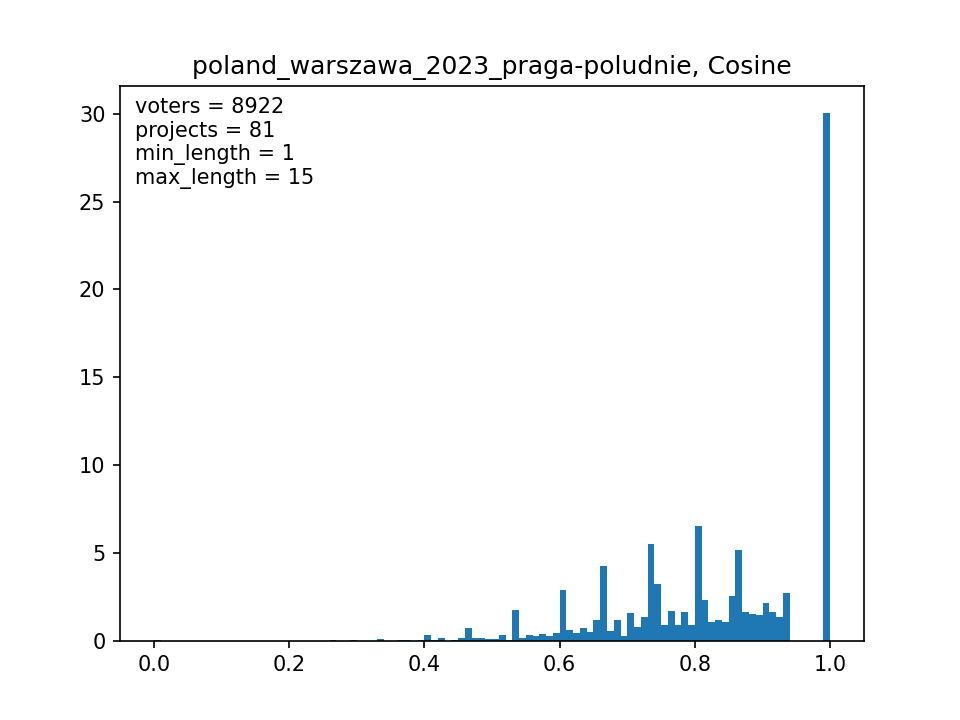 poland_warszawa_2023_praga-poludnie, Cosine
voters = 8922
projects = 81
min_length = 1
max_length = 15
30
25
20
15
10
5
0
0.0 0.2 0.4 0.6 0.8 1.0